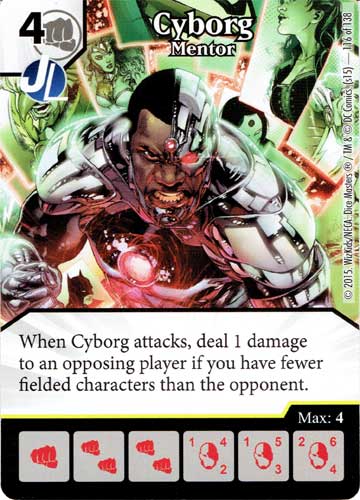 4
Cyborg
Mentor
JL
When Cyborg attacks, deal 1 damage
to an opposing player if you have fewer
fielded characters than the opponent.
Max: 4
1 4 2
1 5 3
2 6 4
© 2015. WizKids/NECA. Dice Masters ® / TM & © DC Comics. (s15) — 116 of 138